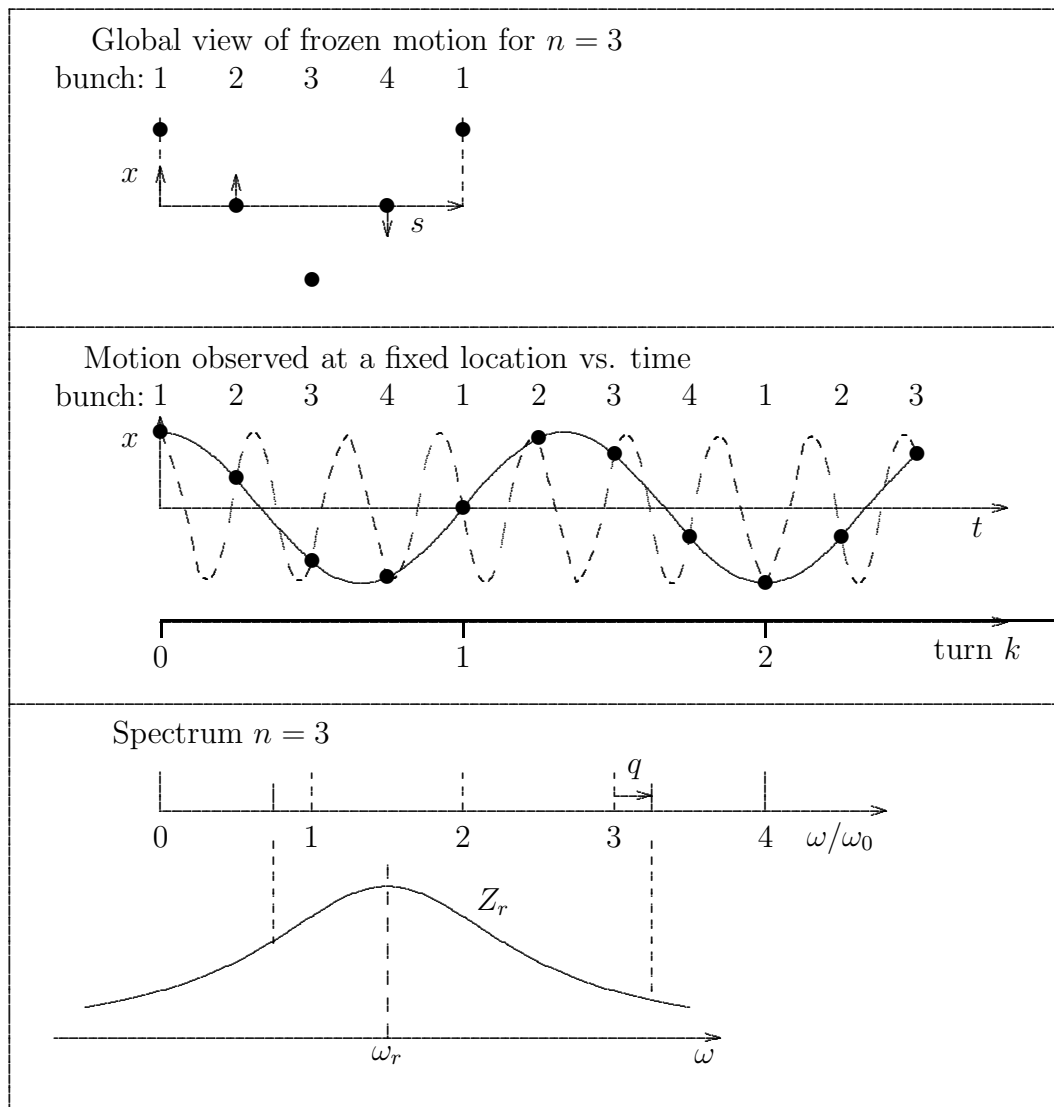 Global view of frozen motion for n = 3
bunch: 1 2 3 4 1
x
s
Motion observed at a fixed location vs. time
bunch: 1 2 3 4 1 2 3 4 1 2 3
x
t
0 1 2 turn k
Spectrum n = 3
q
0 1 2 3 4 ω/ω₀
Z_r
ω_r ω